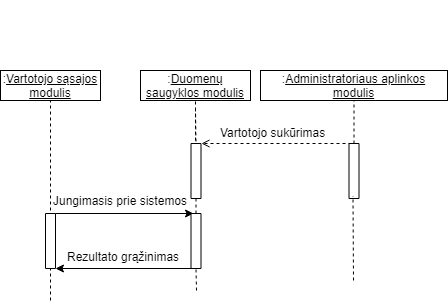 :Vartotojo sąsajos
modulis
:Duomenų
saugyklos modulis
:Administratoriaus aplinkos
modulis
Vartotojo sukūrimas
Jungimasis prie sistemos
Rezultato grąžinimas